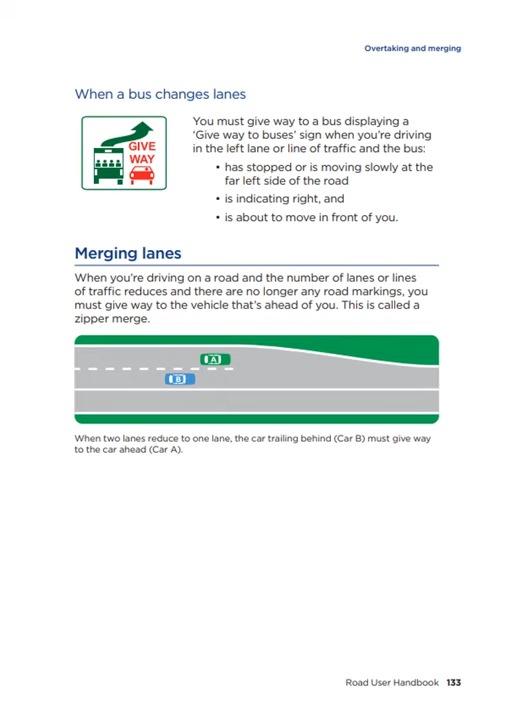 Overtaking and merging
When a bus changes lanes
GIVE
WAY
You must give way to a bus displaying a
‘Give way to buses’ sign when you’re driving
in the left lane or line of traffic and the bus:
• has stopped or is moving slowly at the
far left side of the road
• is indicating right, and
• is about to move in front of you.
Merging lanes
When you’re driving on a road and the number of lanes or lines
of traffic reduces and there are no longer any road markings, you
must give way to the vehicle that’s ahead of you. This is called a
zipper merge.
A
B
When two lanes reduce to one lane, the car trailing behind (Car B) must give way
to the car ahead (Car A).
Road User Handbook 133